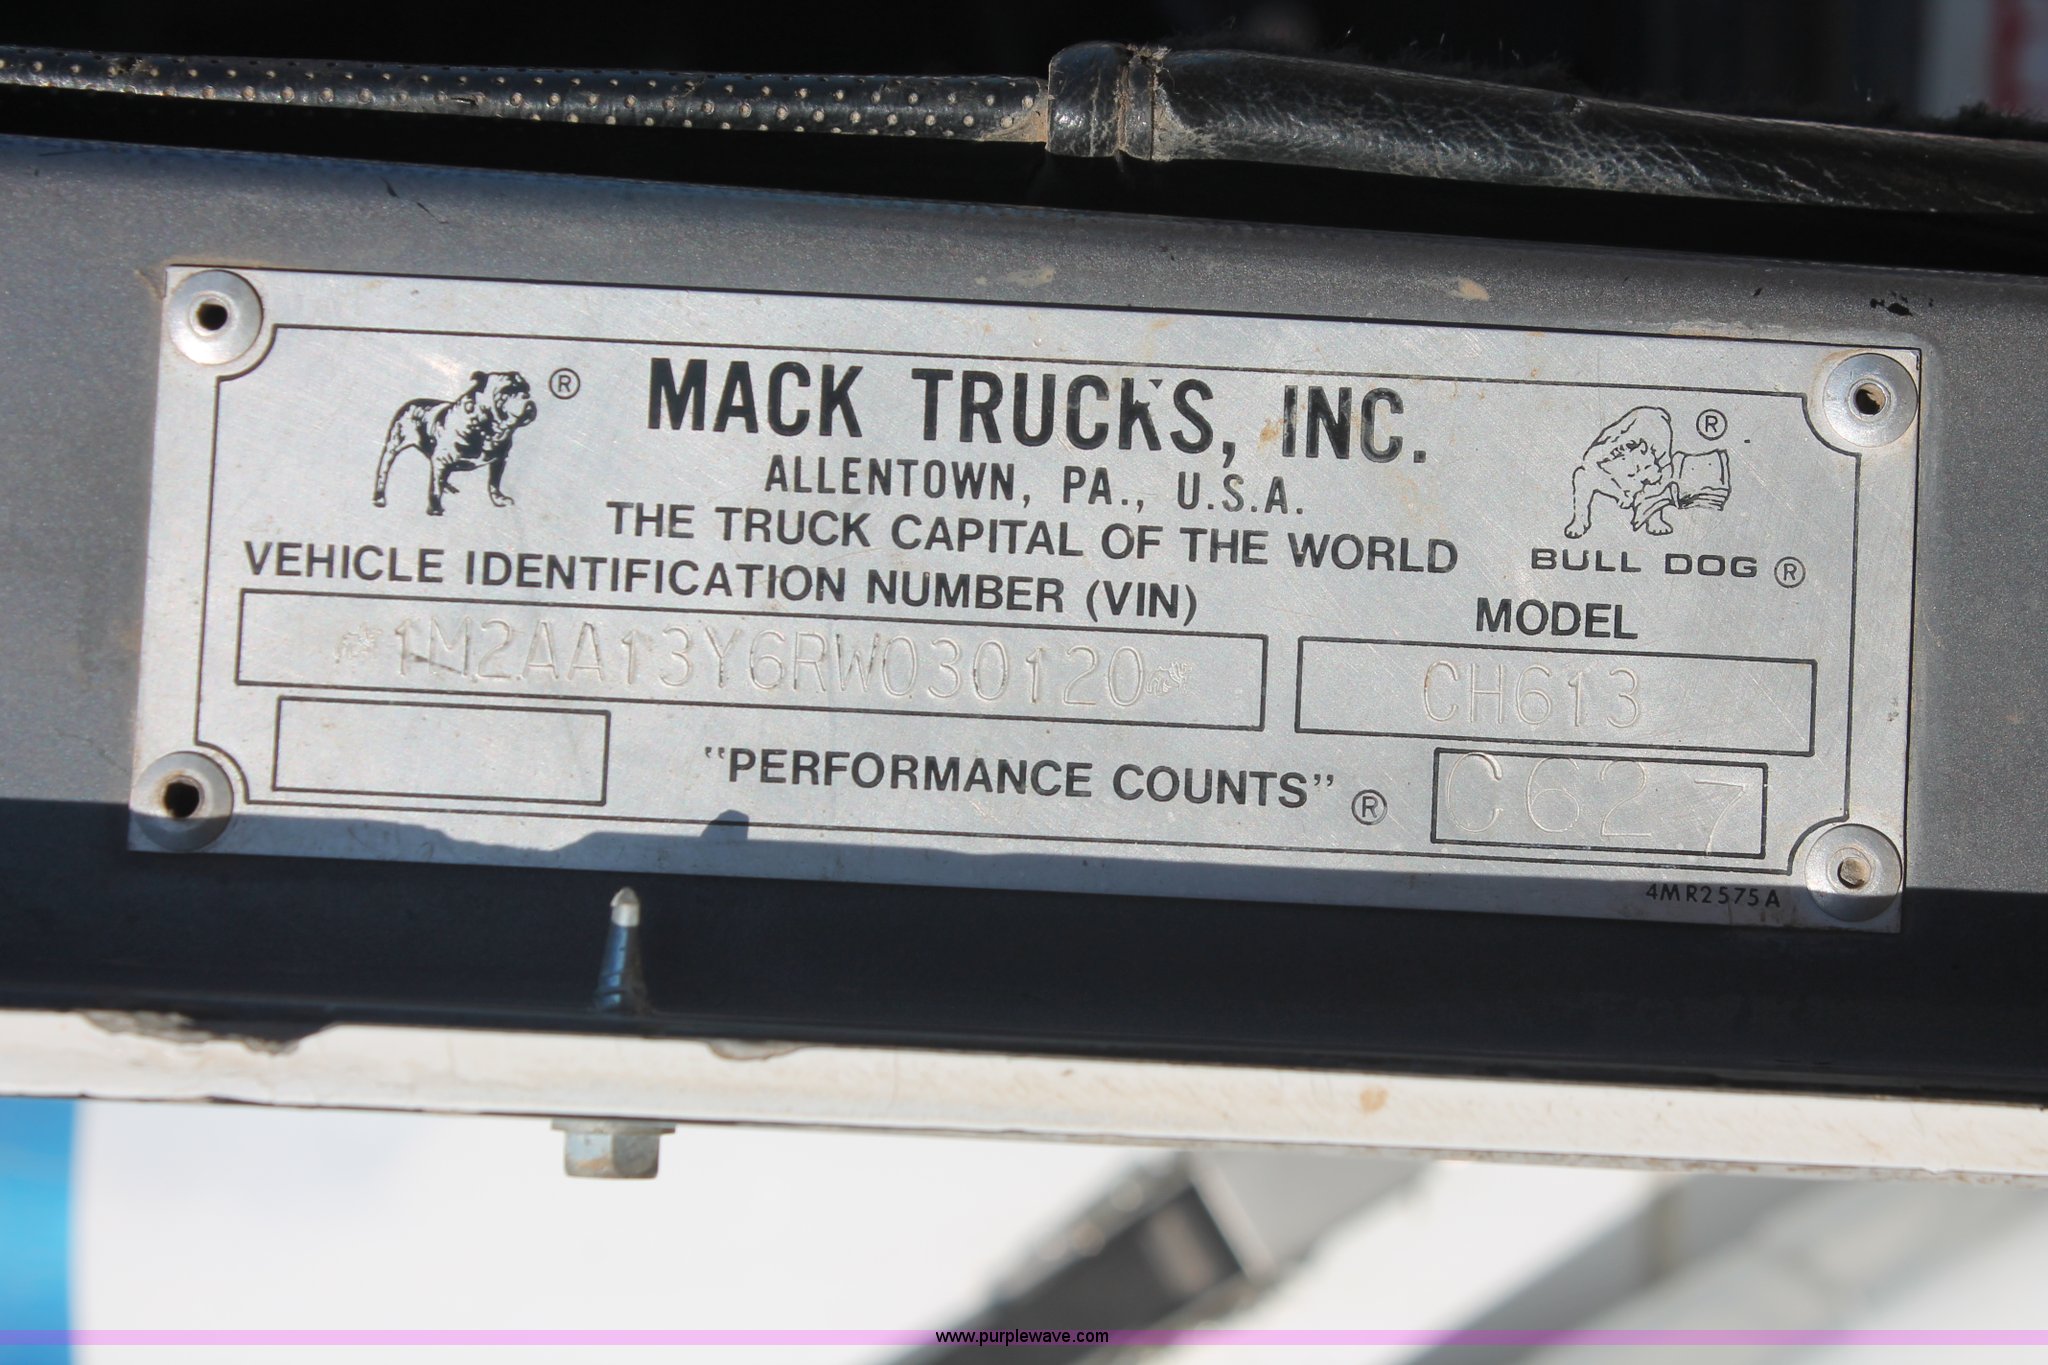 ®
MACK TRUCKS, INC.
®
ALLENTOWN, PA., U.S.A.
THE TRUCK CAPITAL OF THE WORLD
BULL DOG ®
VEHICLE IDENTIFICATION NUMBER (VIN)
MODEL
1M2AA13Y6RW030120
CH613
"PERFORMANCE COUNTS" ®
C627
4MR2575A
www.purplewave.com